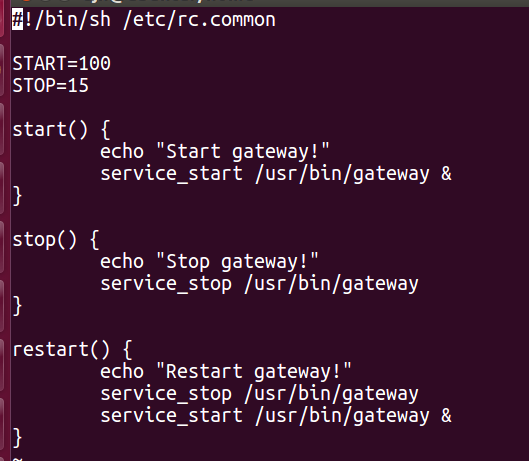 #!/bin/sh /etc/rc.common
START=100
STOP=15
start() {
        echo "Start gateway!"
        service_start /usr/bin/gateway &
}
stop() {
        echo "Stop gateway!"
        service_stop /usr/bin/gateway
}
restart() {
        echo "Restart gateway!"
        service_stop /usr/bin/gateway
        service_start /usr/bin/gateway &
}
~